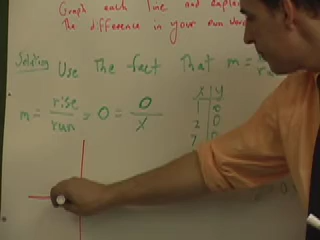 Graph each line and explain
The difference in your own words
Solution Use The fact That m =
m = rise/run = 0 = 0/x
x y
1 0
2 0
7 0